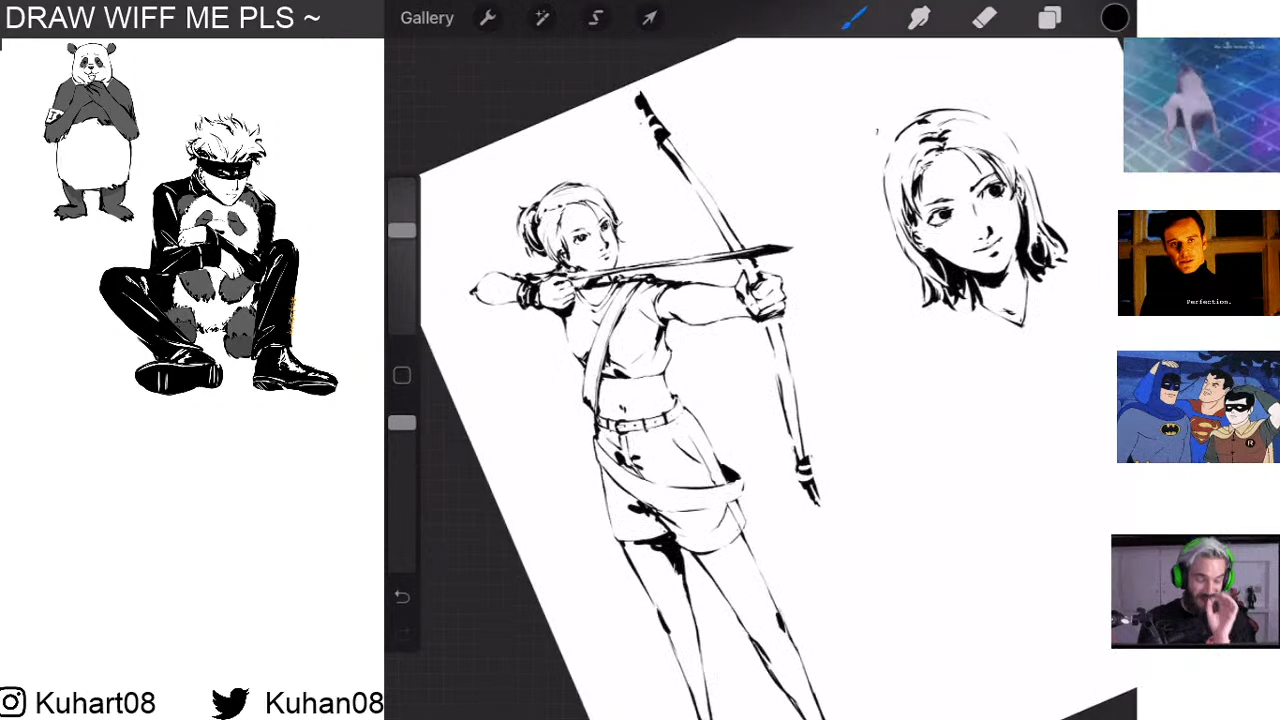 DRAW WIFF ME PLS ~
Gallery
Perfection.
Kuhart08
Kuhan08